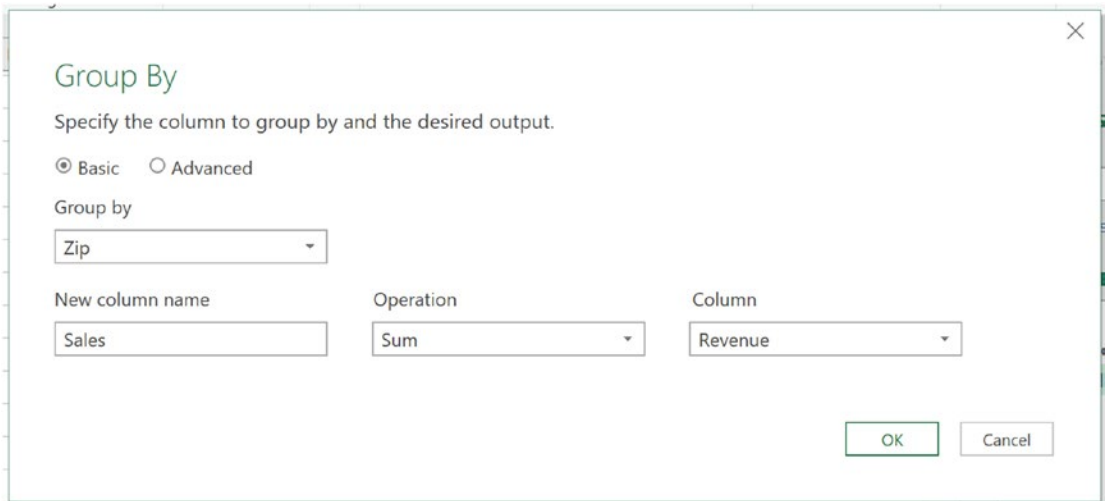 Group By
Specify the column to group by and the desired output.
Basic Advanced
Group by
Zip
New column name Operation Column
Sales Sum Revenue
OK Cancel